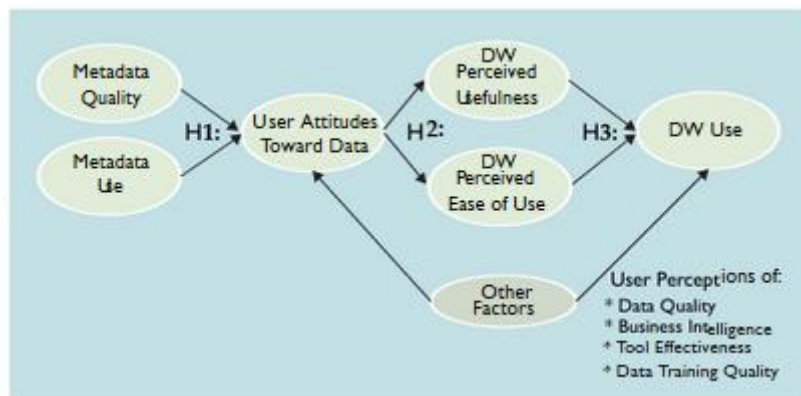 Metadata
Quality
H1:
Metadata
Use
User Attitudes
Toward Data
DW
Perceived
Usefulness
H2:
DW
Perceived
Ease of Use
H3:
DW Use
Other
Factors
User Perceptions of:
* Data Quality
* Business Intelligence
* Tool Effectiveness
* Data Training Quality